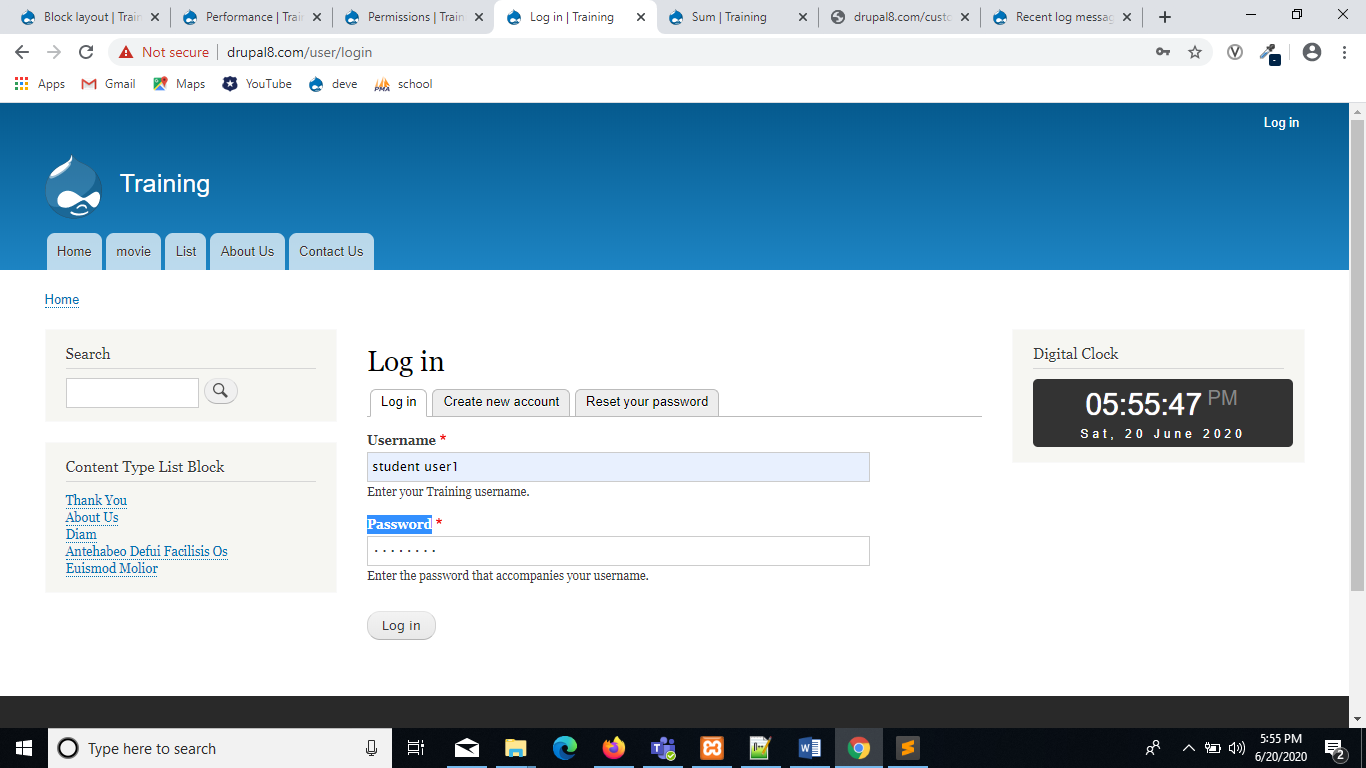 Block layout | Train
Performance | Trai
Permissions | Train
Log in | Training
Sum | Training
drupal8.com/custo
Recent log messag
Not secure
drupal8.com/user/login
Apps
Gmail
Maps
YouTube
deve
school
Log in
Training
Home
movie
List
About Us
Contact Us
Home
Search
Content Type List Block
Thank You
About Us
Diam
Antehabeo Defui Facilisis Os
Euismod Molior
Log in
Log in
Create new account
Reset your password
Username *
student user1
Enter your Training username.
Password *
········
Enter the password that accompanies your username.
Log in
Digital Clock
05:55:47 PM
Sat, 20 June 2020
Type here to search
5:55 PM
6/20/2020
2